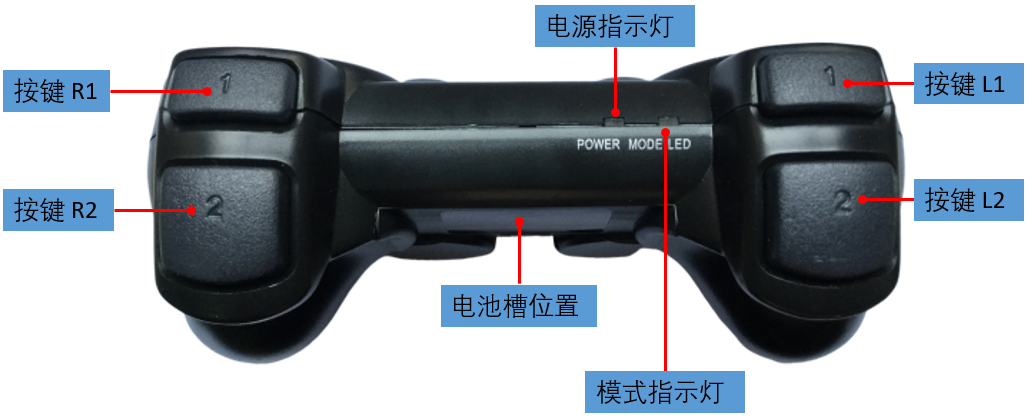 电源指示灯
按键 R1
1
1
按键 L1
POWER MODE LED
按键 R2
2
2
按键 L2
电池槽位置
模式指示灯